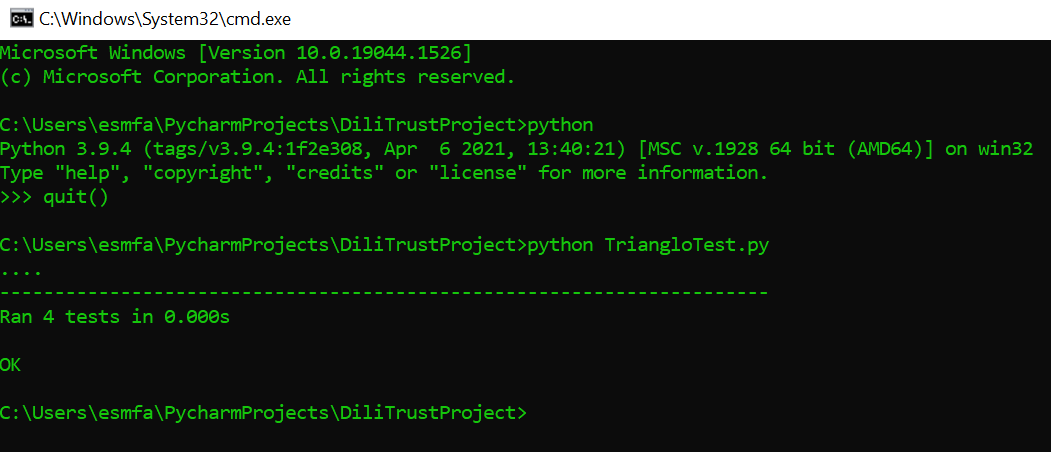 C:\Windows\System32\cmd.exe
Microsoft Windows [Version 10.0.19044.1526]
(c) Microsoft Corporation. All rights reserved.
C:\Users\esmfa\PycharmProjects\DiliTrustProject>python
Python 3.9.4 (tags/v3.9.4:1f2e308, Apr  6 2021, 13:40:21) [MSC v.1928 64 bit (AMD64)] on win32
Type "help", "copyright", "credits" or "license" for more information.
>>> quit()
C:\Users\esmfa\PycharmProjects\DiliTrustProject>python TriangloTest.py
....
----------------------------------------------------------------------
Ran 4 tests in 0.000s
OK
C:\Users\esmfa\PycharmProjects\DiliTrustProject>